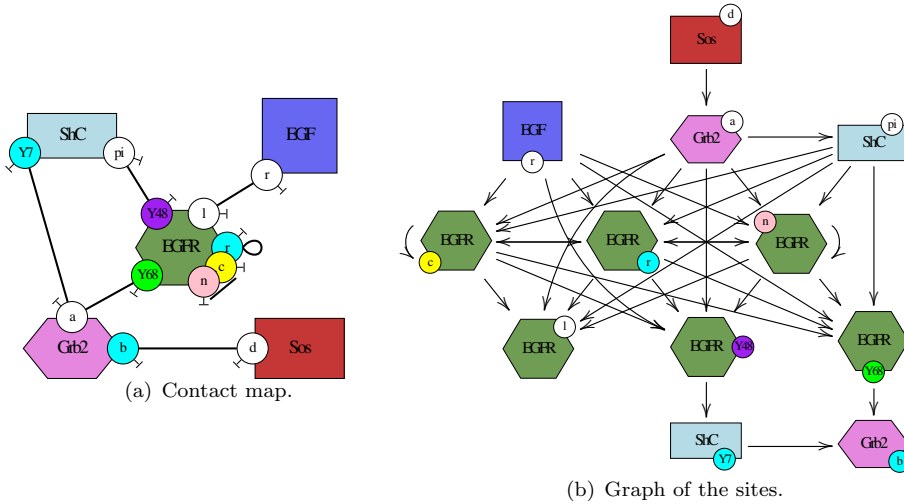 d
Sos
ShC
EGF
Y7
pi
r
EGF
r
Grb2
a
ShC
pi
Y48
l
EGFR
r
c
n
Y68
EGFR
c
EGFR
r
n
EGFR
a
Grb2
b
d
Sos
EGFR
l
EGFR
Y48
EGFR
Y68
(a) Contact map.
ShC
Y7
Grb2
b
(b) Graph of the sites.